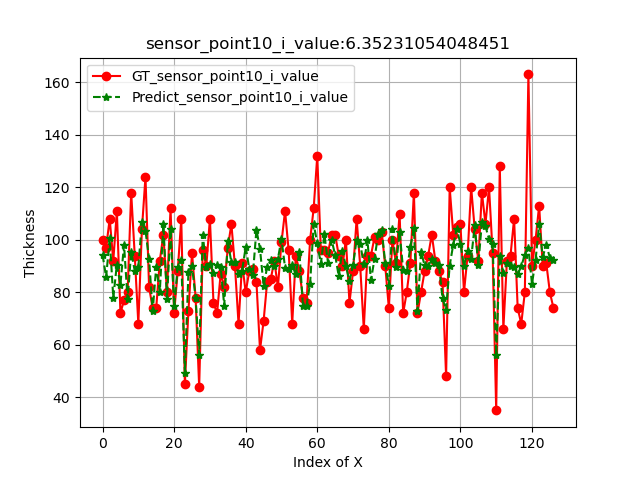 sensor_point10_i_value:6.35231054048451
GT_sensor_point10_i_value
Predict_sensor_point10_i_value
160
140
120
100
80
60
40
Thickness
0 20 40 60 80 100 120
Index of X